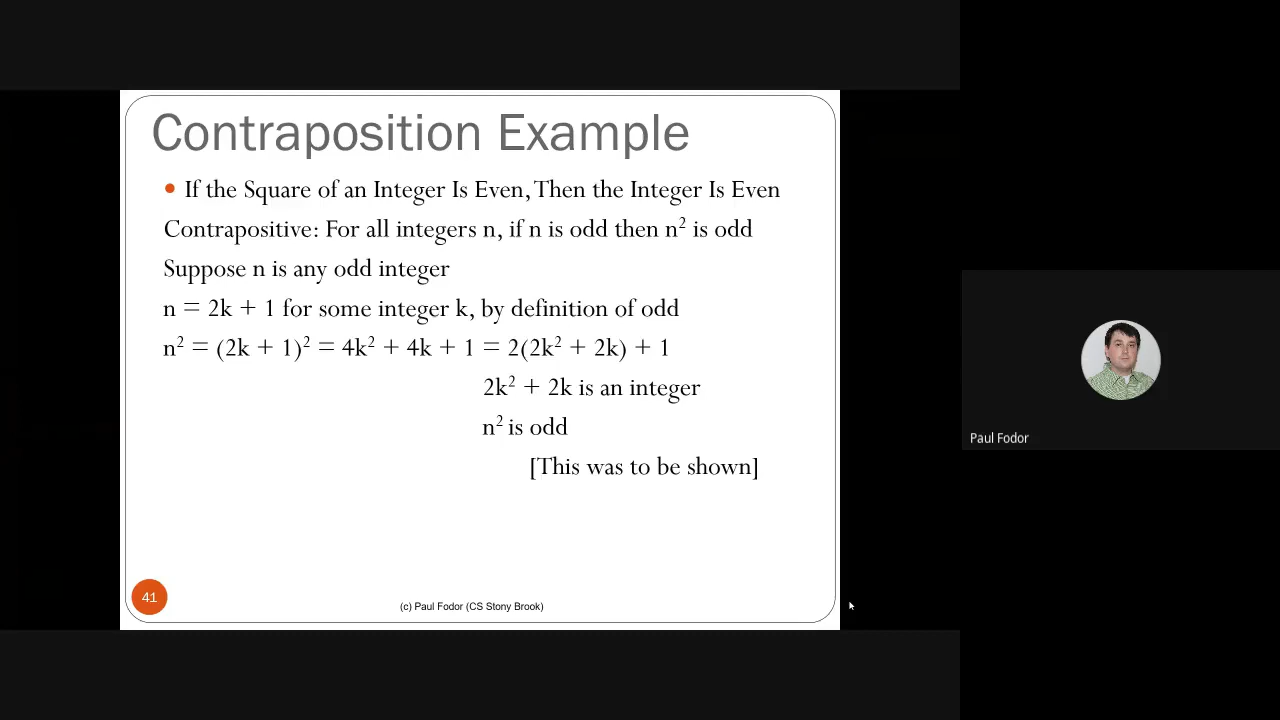 Contraposition Example
• If the Square of an Integer Is Even, Then the Integer Is Even
Contrapositive: For all integers n, if n is odd then n² is odd
Suppose n is any odd integer
n = 2k + 1 for some integer k, by definition of odd
n² = (2k + 1)² = 4k² + 4k + 1 = 2(2k² + 2k) + 1
2k² + 2k is an integer
n² is odd
[This was to be shown]
41
(c) Paul Fodor (CS Stony Brook)
Paul Fodor